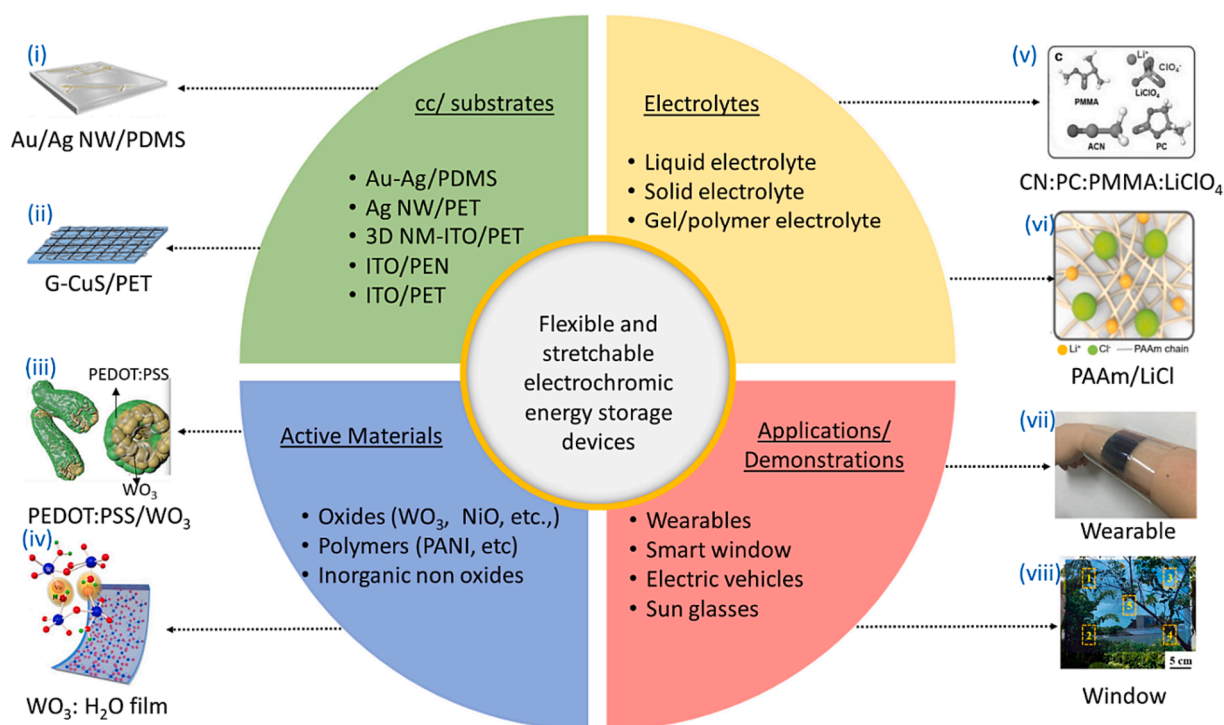 (i)
Au/Ag NW/PDMS
(ii)
G-CuS/PET
(iii)
PEDOT:PSS
WO₃
PEDOT:PSS/WO₃
(iv)
W
H
WO₃: H₂O film
cc/ substrates
• Au-Ag/PDMS
• Ag NW/PET
• 3D NM-ITO/PET
• ITO/PEN
• ITO/PET
Electrolytes
• Liquid electrolyte
• Solid electrolyte
• Gel/polymer electrolyte
Flexible and
stretchable
electrochromic
energy storage
devices
Active Materials
• Oxides (WO₃, NiO, etc.,)
• Polymers (PANI, etc)
• Inorganic non oxides
Applications/
Demonstrations
• Wearables
• Smart window
• Electric vehicles
• Sun glasses
(v)
c
Li⁺
ClO₄⁻
PMMA
LiClO₄
ACN
PC
CN:PC:PMMA:LiClO₄
(vi)
Li⁺ Cl⁻ PAAm chain
PAAm/LiCl
(vii)
Wearable
(viii)
1
3
5
2
4
5 cm
Window